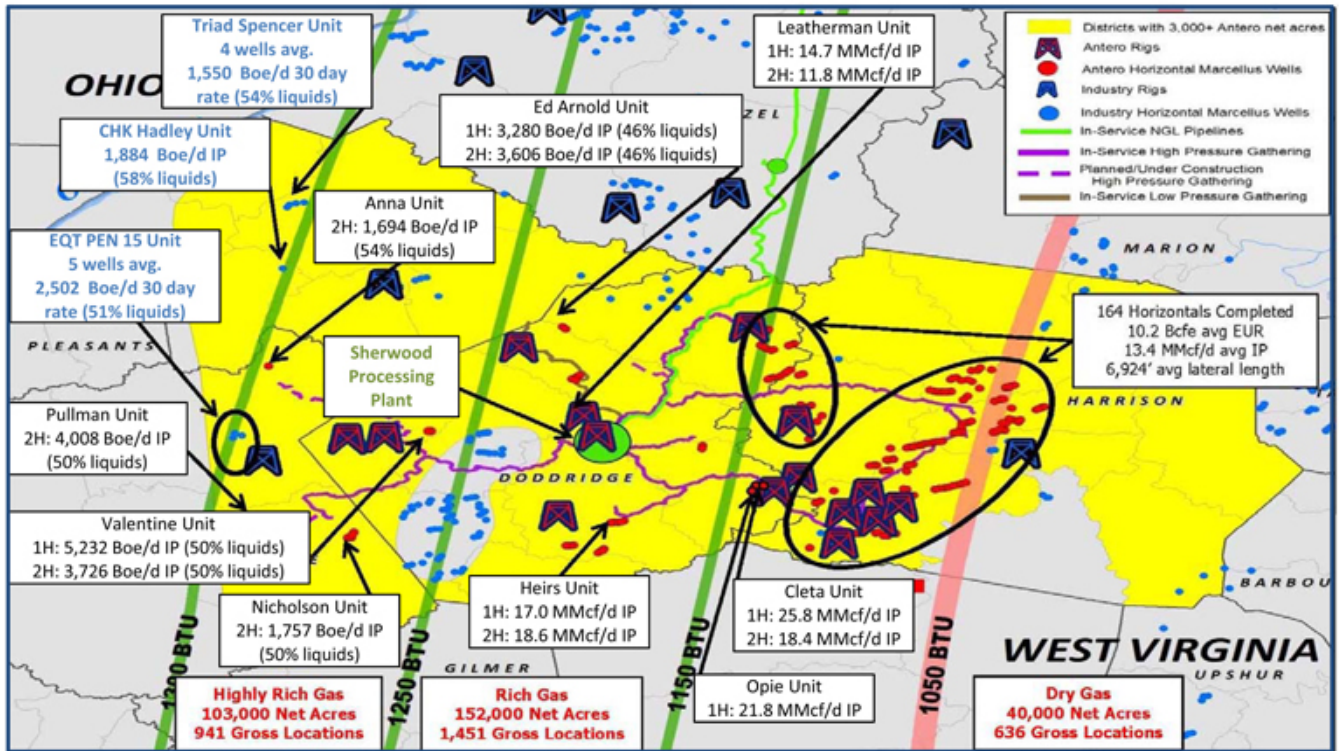 Triad Spencer Unit
4 wells avg.
1,550 Boe/d 30 day
rate (54% liquids)
Leatherman Unit
1H: 14.7 MMcf/d IP
2H: 11.8 MMcf/d IP
Districts with 3,000+ Antero net acres
Antero Rigs
Antero Horizontal Marcellus Wells
Industry Rigs
Industry Horizontal Marcellus Wells
In-Service NGL Pipelines
In-Service High Pressure Gathering
Planned/Under Construction
High Pressure Gathering
In-Service Low Pressure Gathering
CHK Hadley Unit
1,884 Boe/d IP
(58% liquids)
Ed Arnold Unit
1H: 3,280 Boe/d IP (46% liquids)
2H: 3,606 Boe/d IP (46% liquids)
Anna Unit
2H: 1,694 Boe/d IP
(54% liquids)
EQT PEN 15 Unit
5 wells avg.
2,502 Boe/d 30 day
rate (51% liquids)
MARION
PLEASANTS
Sherwood
Processing
Plant
164 Horizontals Completed
10.2 Bcfe avg EUR
13.4 MMcf/d avg IP
6,924' avg lateral length
HARRISON
Pullman Unit
2H: 4,008 Boe/d IP
(50% liquids)
DODDRIDGE
Valentine Unit
1H: 5,232 Boe/d IP (50% liquids)
2H: 3,726 Boe/d IP (50% liquids)
Nicholson Unit
2H: 1,757 Boe/d IP
(50% liquids)
Heirs Unit
1H: 17.0 MMcf/d IP
2H: 18.6 MMcf/d IP
Cleta Unit
1H: 25.8 MMcf/d IP
2H: 18.4 MMcf/d IP
Opie Unit
1H: 21.8 MMcf/d IP
1300 BTU
1250 BTU
1150 BTU
1050 BTU
GILMER
WEST VIRGINIA
UPSHUR
Highly Rich Gas
103,000 Net Acres
941 Gross Locations
Rich Gas
152,000 Net Acres
1,451 Gross Locations
Dry Gas
40,000 Net Acres
636 Gross Locations